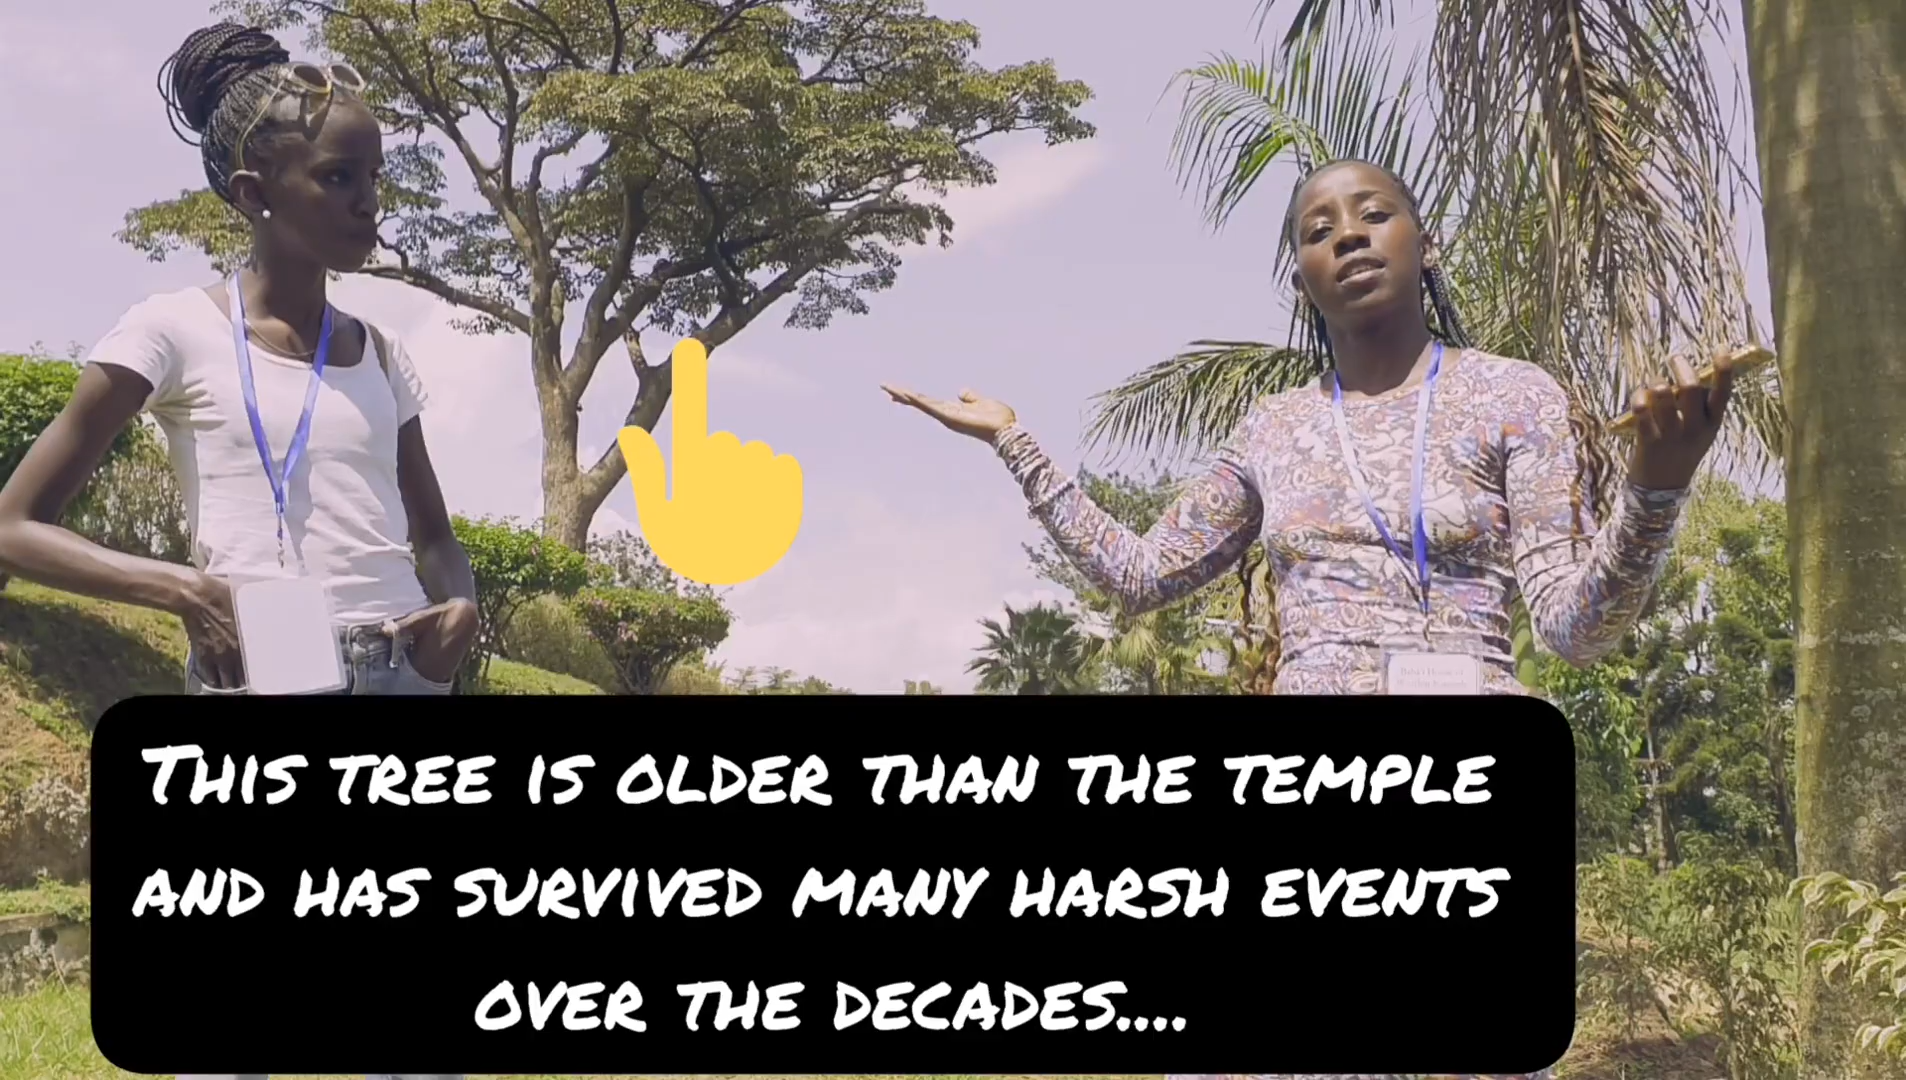 This tree is older than the temple
and has survived many harsh events
over the decades....